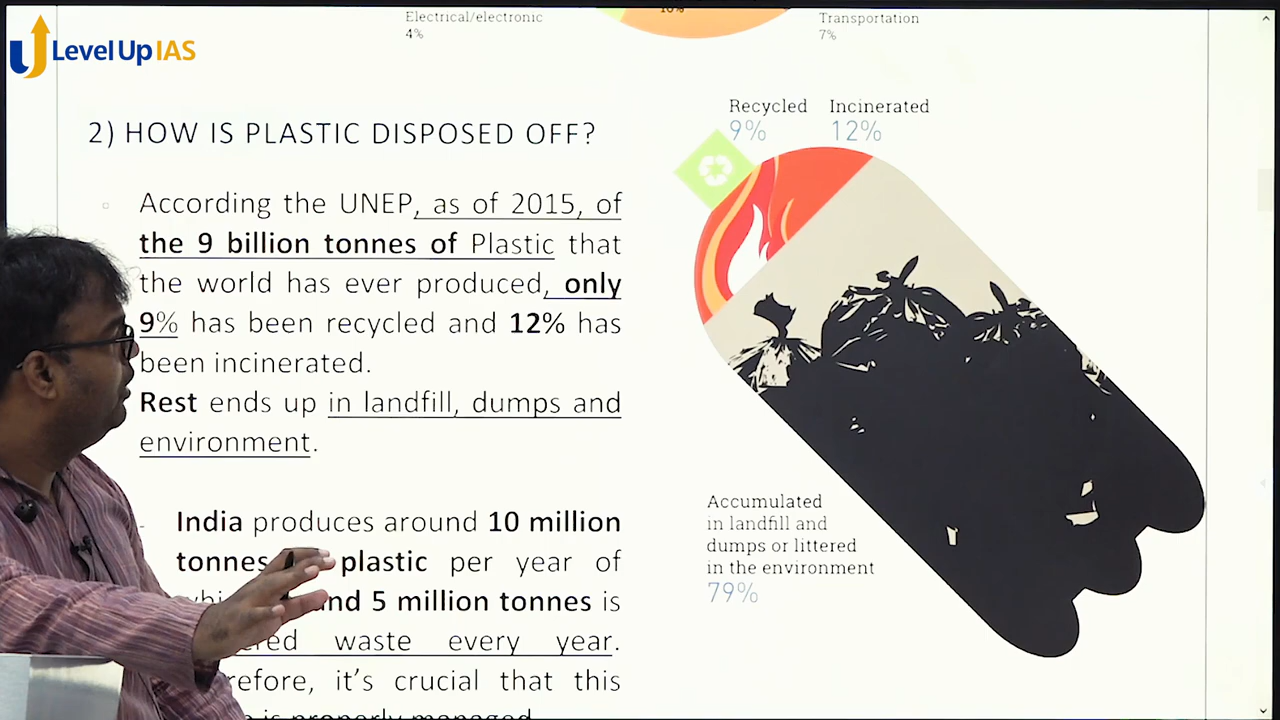 Electrical/electronic
4%
10%
Transportation
7%
Level Up IAS
2) HOW IS PLASTIC DISPOSED OFF?
According the UNEP, as of 2015, of
the 9 billion tonnes of Plastic that
the world has ever produced, only
9% has been recycled and 12% has
been incinerated.
Rest ends up in landfill, dumps and
environment.
India produces around 10 million
tonnes plastic per year of
5 million tonnes is
waste every year.
it's crucial that this
is properly managed
Recycled
9%
Incinerated
12%
Accumulated
in landfill and
dumps or littered
in the environment
79%